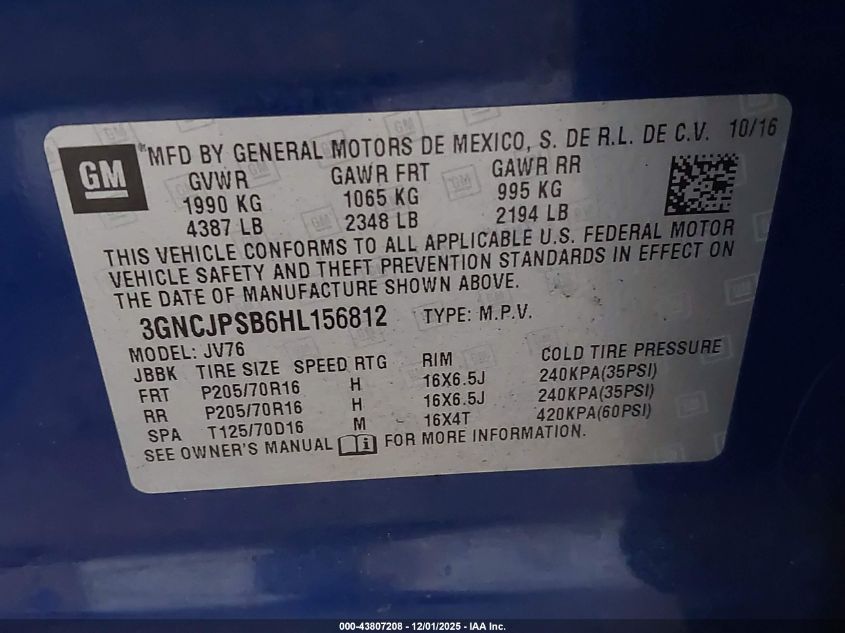 GM
MFD BY GENERAL MOTORS DE MEXICO, S. DE R.L. DE C.V. 10/16
GVWR GAWR FRT GAWR RR
1990 KG 1065 KG 995 KG
4387 LB 2348 LB 2194 LB
THIS VEHICLE CONFORMS TO ALL APPLICABLE U.S. FEDERAL MOTOR
VEHICLE SAFETY AND THEFT PREVENTION STANDARDS IN EFFECT ON
THE DATE OF MANUFACTURE SHOWN ABOVE.
3GNCJPSB6HL156812 TYPE: M.P.V.
MODEL: JV76
JBBK TIRE SIZE SPEED RTG RIM COLD TIRE PRESSURE
FRT P205/70R16 H 16X6.5J 240KPA(35PSI)
RR P205/70R16 H 16X6.5J 240KPA(35PSI)
SPA T125/70D16 M 16X4T 420KPA(60PSI)
SEE OWNER'S MANUAL FOR MORE INFORMATION.
000-43807208 - 12/01/2025 - IAA Inc.